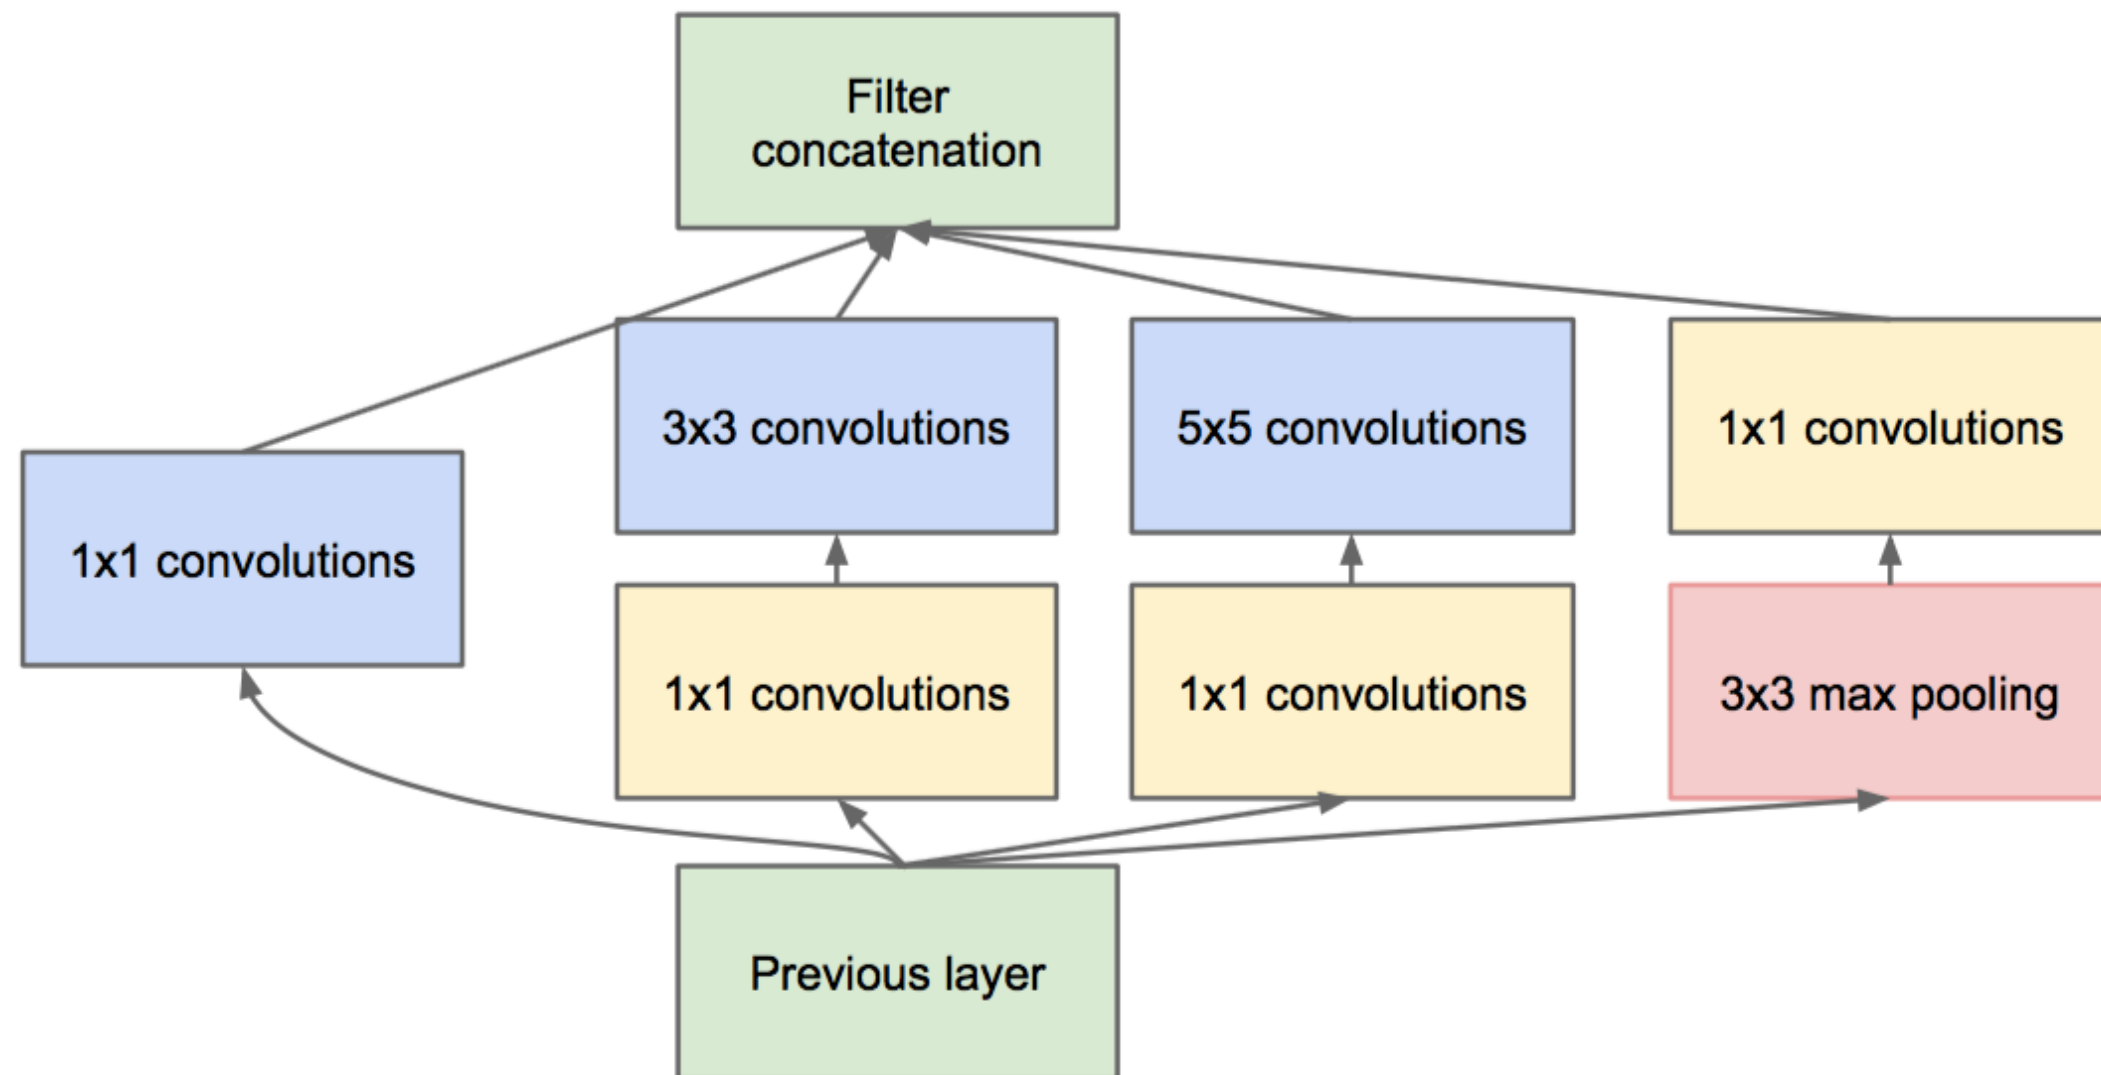 Filter
concatenation
3x3 convolutions
5x5 convolutions
1x1 convolutions
1x1 convolutions
1x1 convolutions
1x1 convolutions
3x3 max pooling
Previous layer